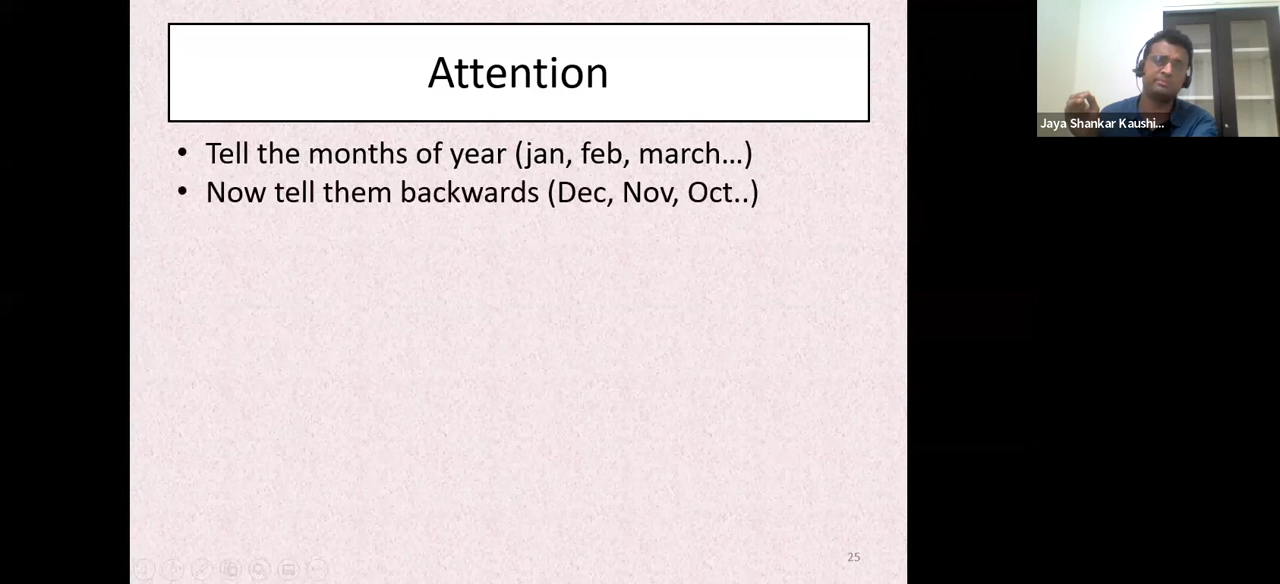 Attention
• Tell the months of year (jan, feb, march...)
• Now tell them backwards (Dec, Nov, Oct..)
Jaya Shankar Kaushi...
25